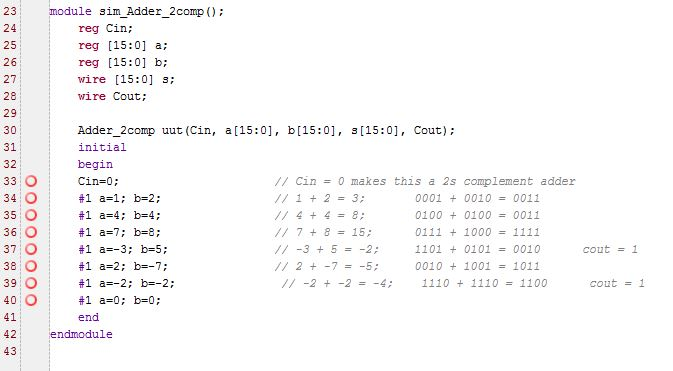 23 module sim_Adder_2comp();
24 reg Cin;
25 reg [15:0] a;
26 reg [15:0] b;
27 wire [15:0] s;
28 wire Cout;
29
30 Adder_2comp uut(Cin, a[15:0], b[15:0], s[15:0], Cout);
31 initial
32 begin
33 Cin=0; // Cin = 0 makes this a 2s complement adder
34 #1 a=1; b=2; // 1 + 2 = 3; 0001 + 0010 = 0011
35 #1 a=4; b=4; // 4 + 4 = 8; 0100 + 0100 = 0011
36 #1 a=7; b=8; // 7 + 8 = 15; 0111 + 1000 = 1111
37 #1 a=-3; b=5; // -3 + 5 = -2; 1101 + 0101 = 0010 cout = 1
38 #1 a=2; b=-7; // 2 + -7 = -5; 0010 + 1001 = 1011
39 #1 a=-2; b=-2; // -2 + -2 = -4; 1110 + 1110 = 1100 cout = 1
40 #1 a=0; b=0;
41 end
42 endmodule
43